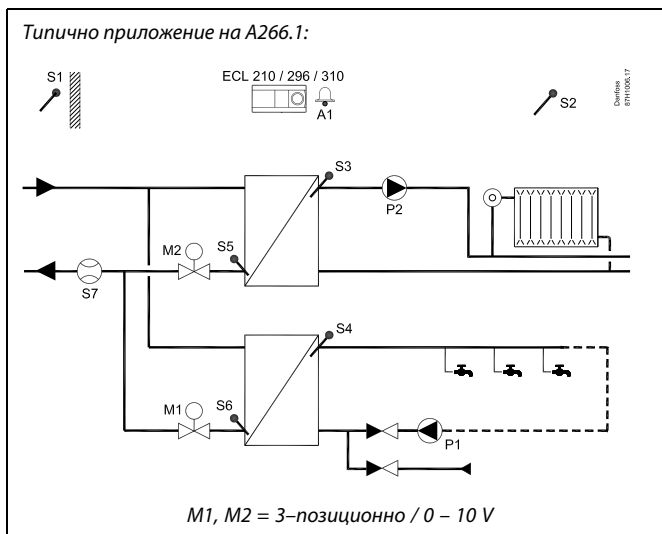 Типично приложение на A266.1:
S1
ECL 210 / 296 / 310
A1
S2
Danfoss
87H1006.17
S3
P2
M2
S5
S7
S4
M1
S6
P1
M1, M2 = 3–позиционно / 0 – 10 V